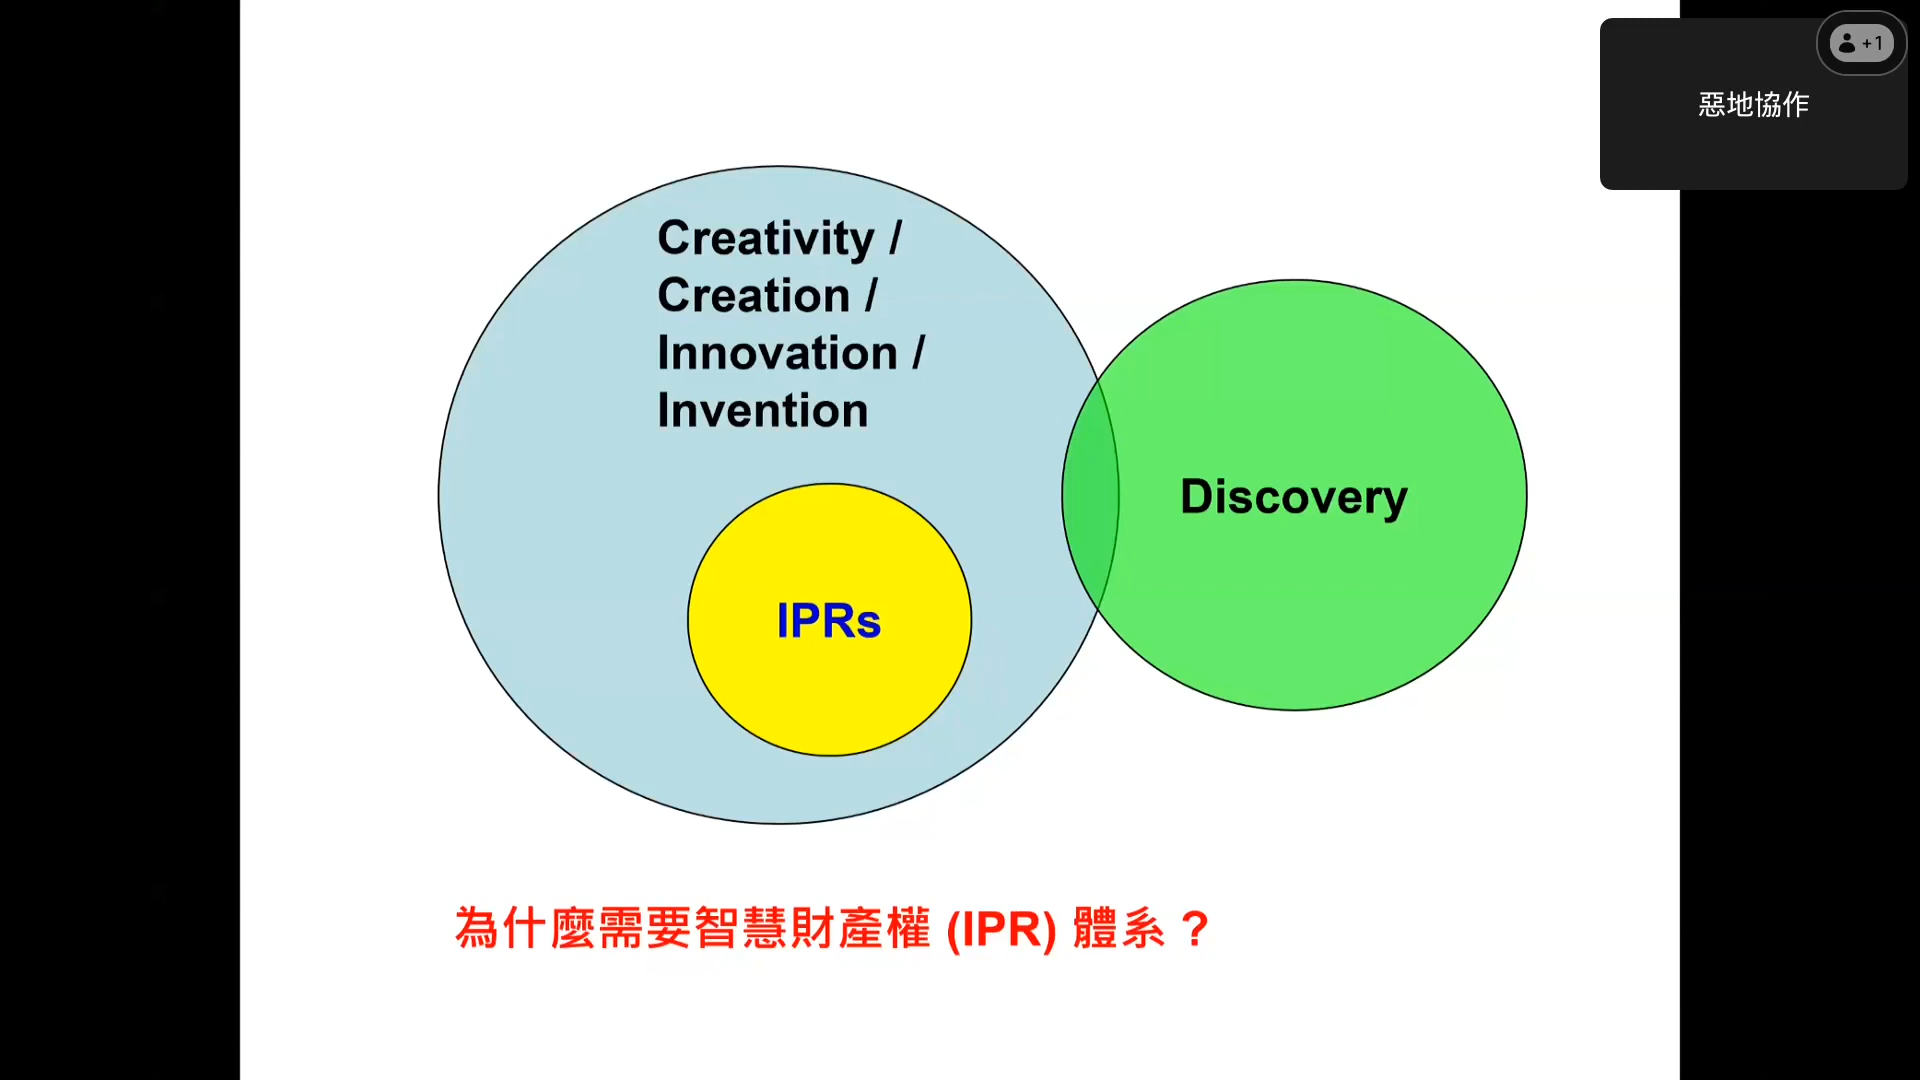 +1
惡地協作
Creativity /
Creation /
Innovation /
Invention
Discovery
IPRs
為什麼需要智慧財產權 (IPR) 體系？